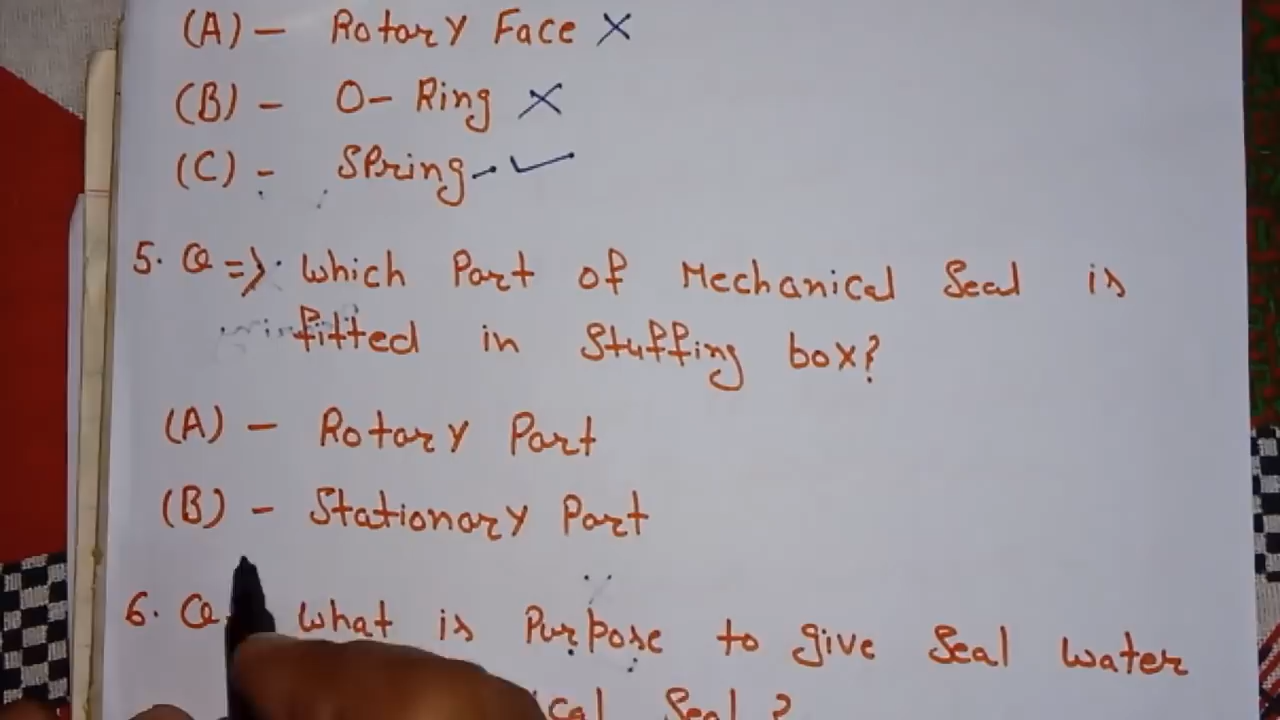 (A) - Rotary Face ×
(B) - O-Ring ×
(C) - Spring - ✓
5. Q => Which Part of Mechanical Seal is
fitted in Stuffing box?
(A) - Rotary Part
(B) - Stationary Part
6. Q What is Purpose to give Seal water
Seal?